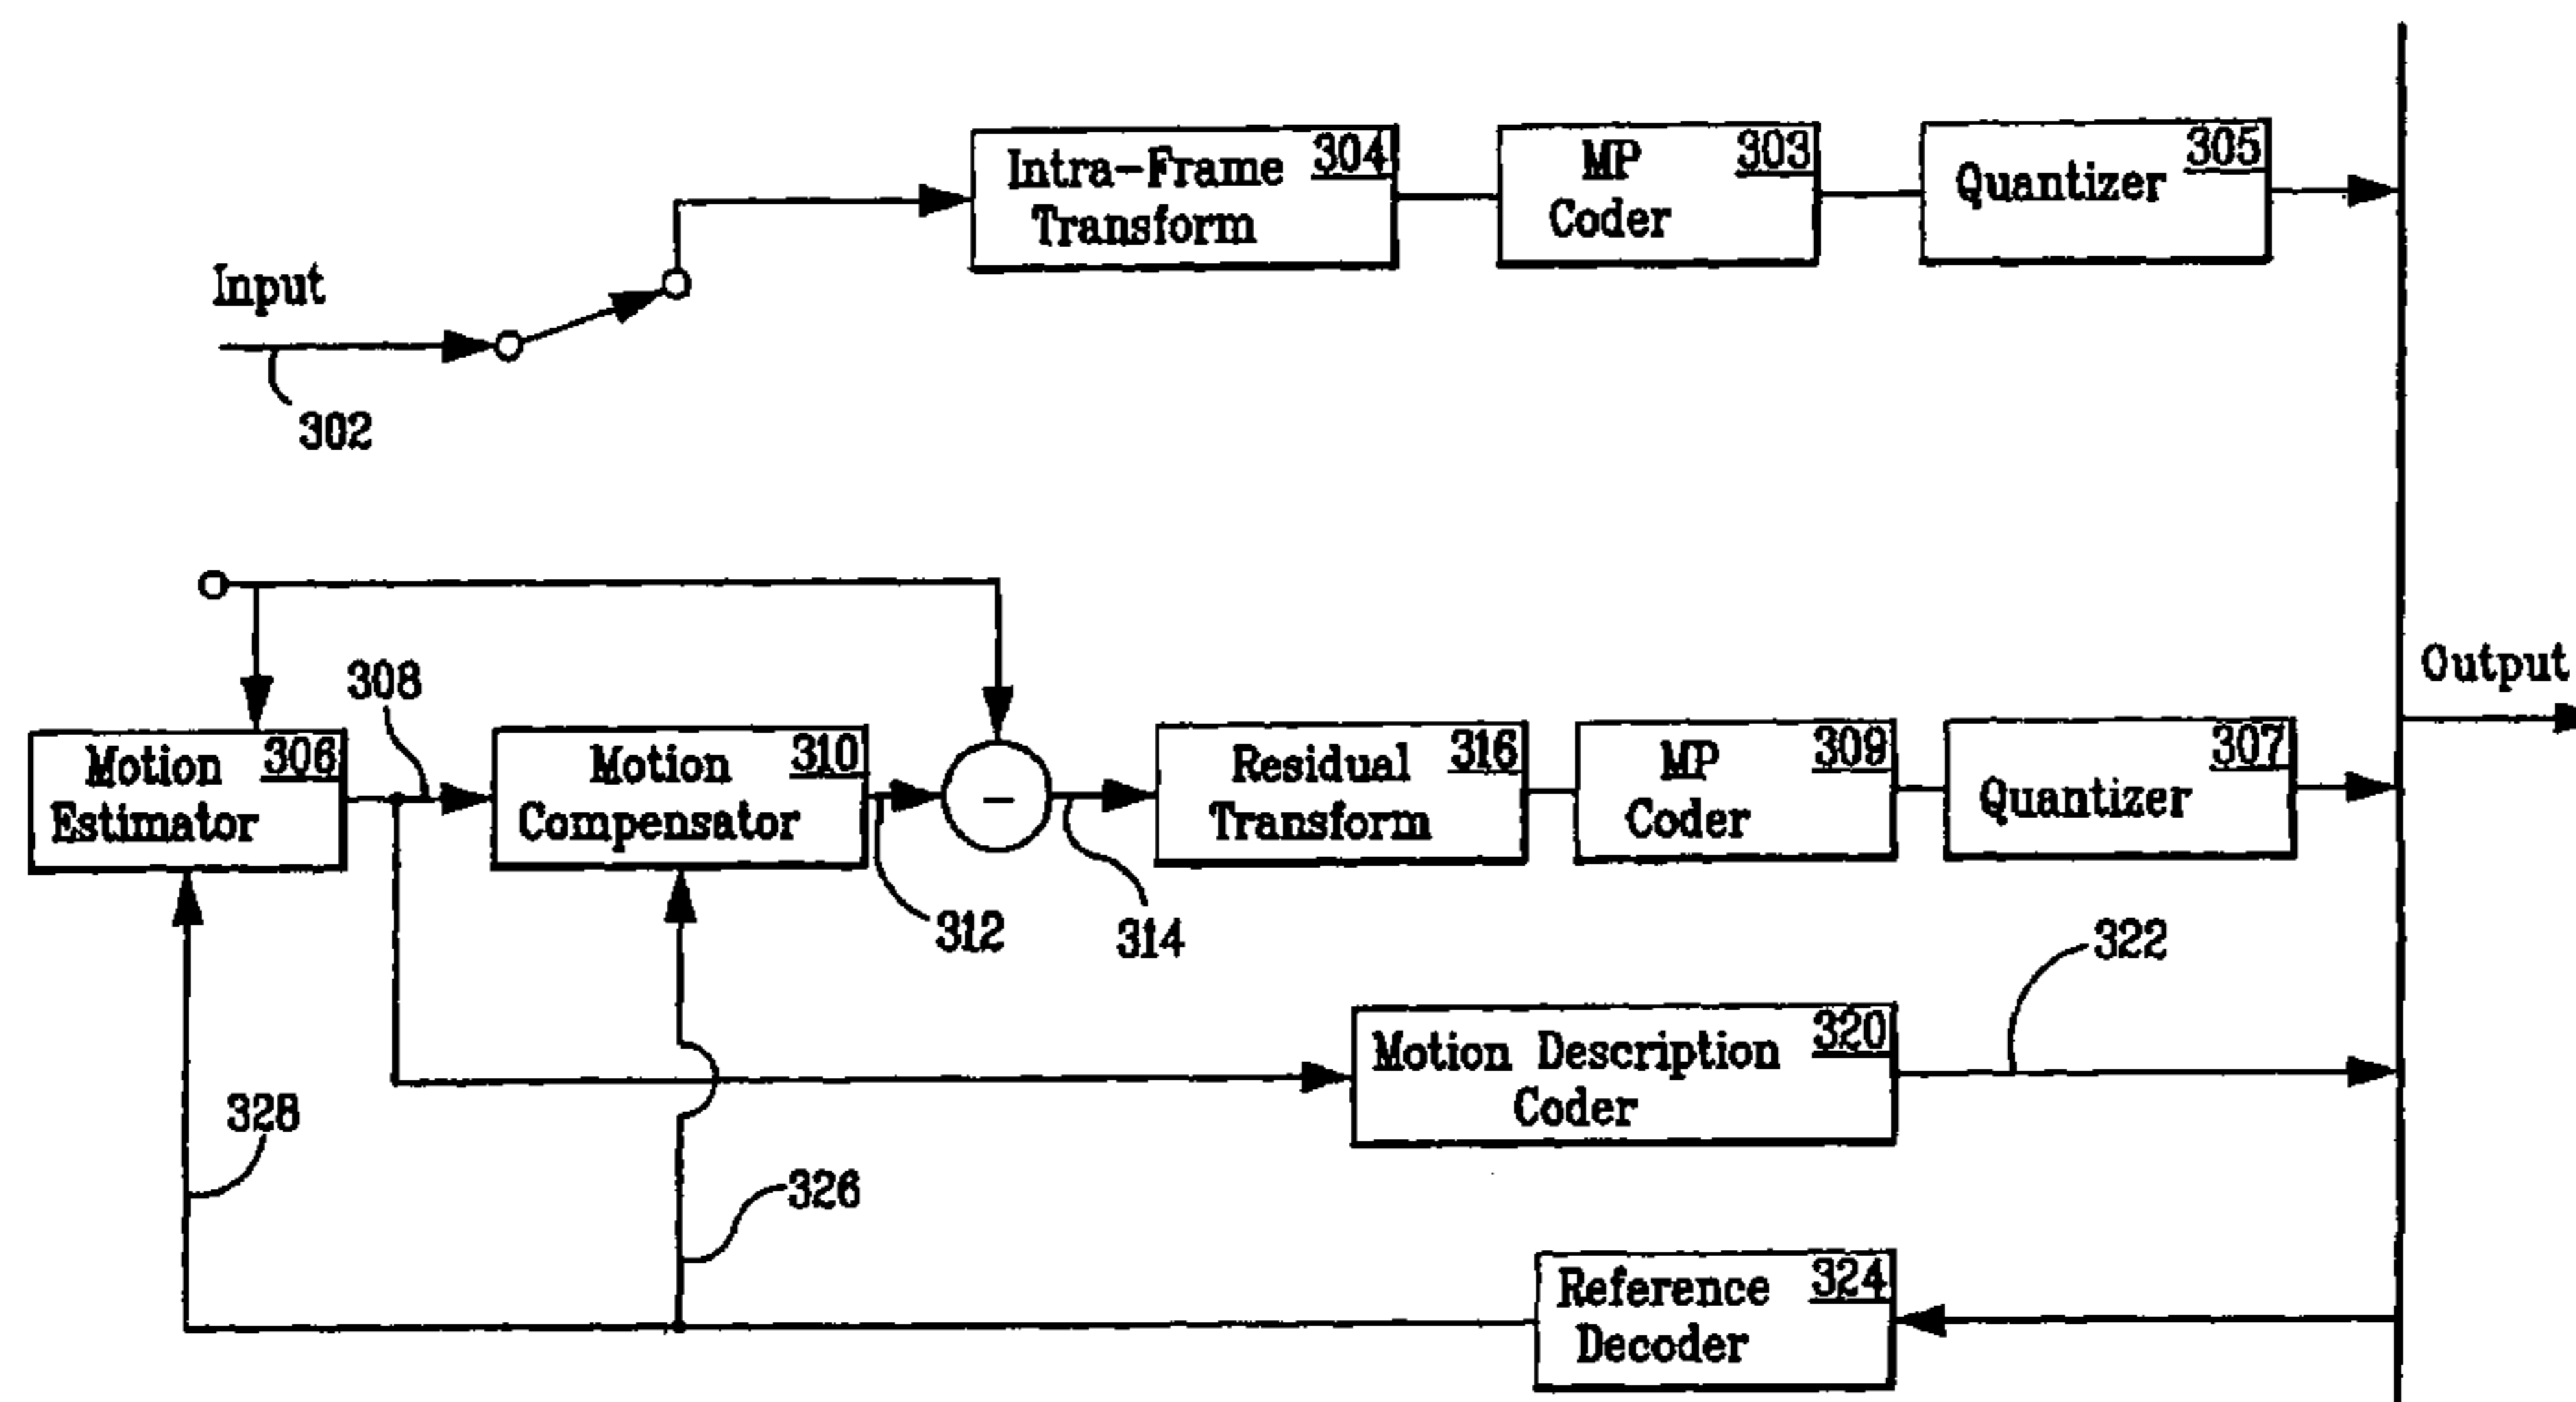 Intra-Frame 304
Transform
MP 303
Coder
Quantizer 305
Input
302
Output
308
Motion 306
Estimator
Motion 310
Compensator
–
Residual 316
Transform
MP 309
Coder
Quantizer 307
312
314
322
Motion Description 320
Coder
328
326
Reference 324
Decoder